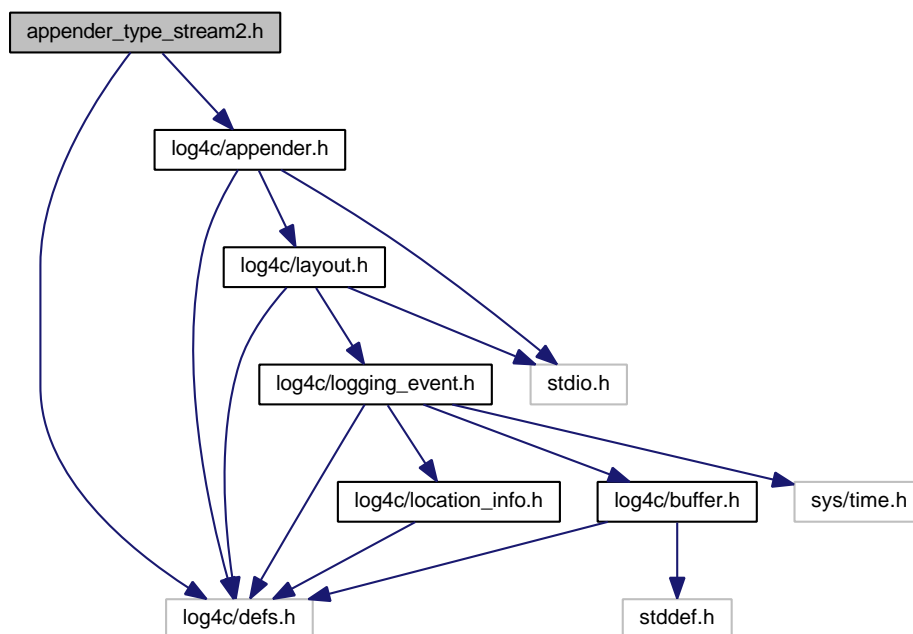 appender_type_stream2.h
log4c/appender.h
log4c/layout.h
log4c/logging_event.h
stdio.h
log4c/location_info.h
log4c/buffer.h
sys/time.h
log4c/defs.h
stddef.h